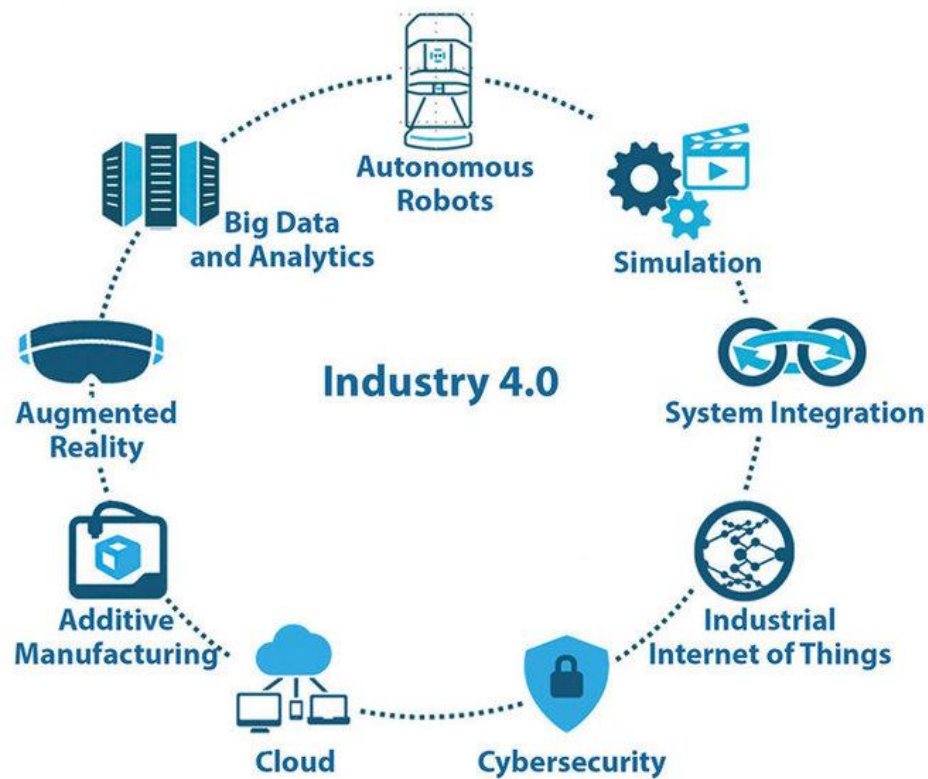 Autonomous
Robots
Big Data
and Analytics
Simulation
Industry 4.0
Augmented
Reality
System Integration
Additive
Manufacturing
Industrial
Internet of Things
Cloud
Cybersecurity